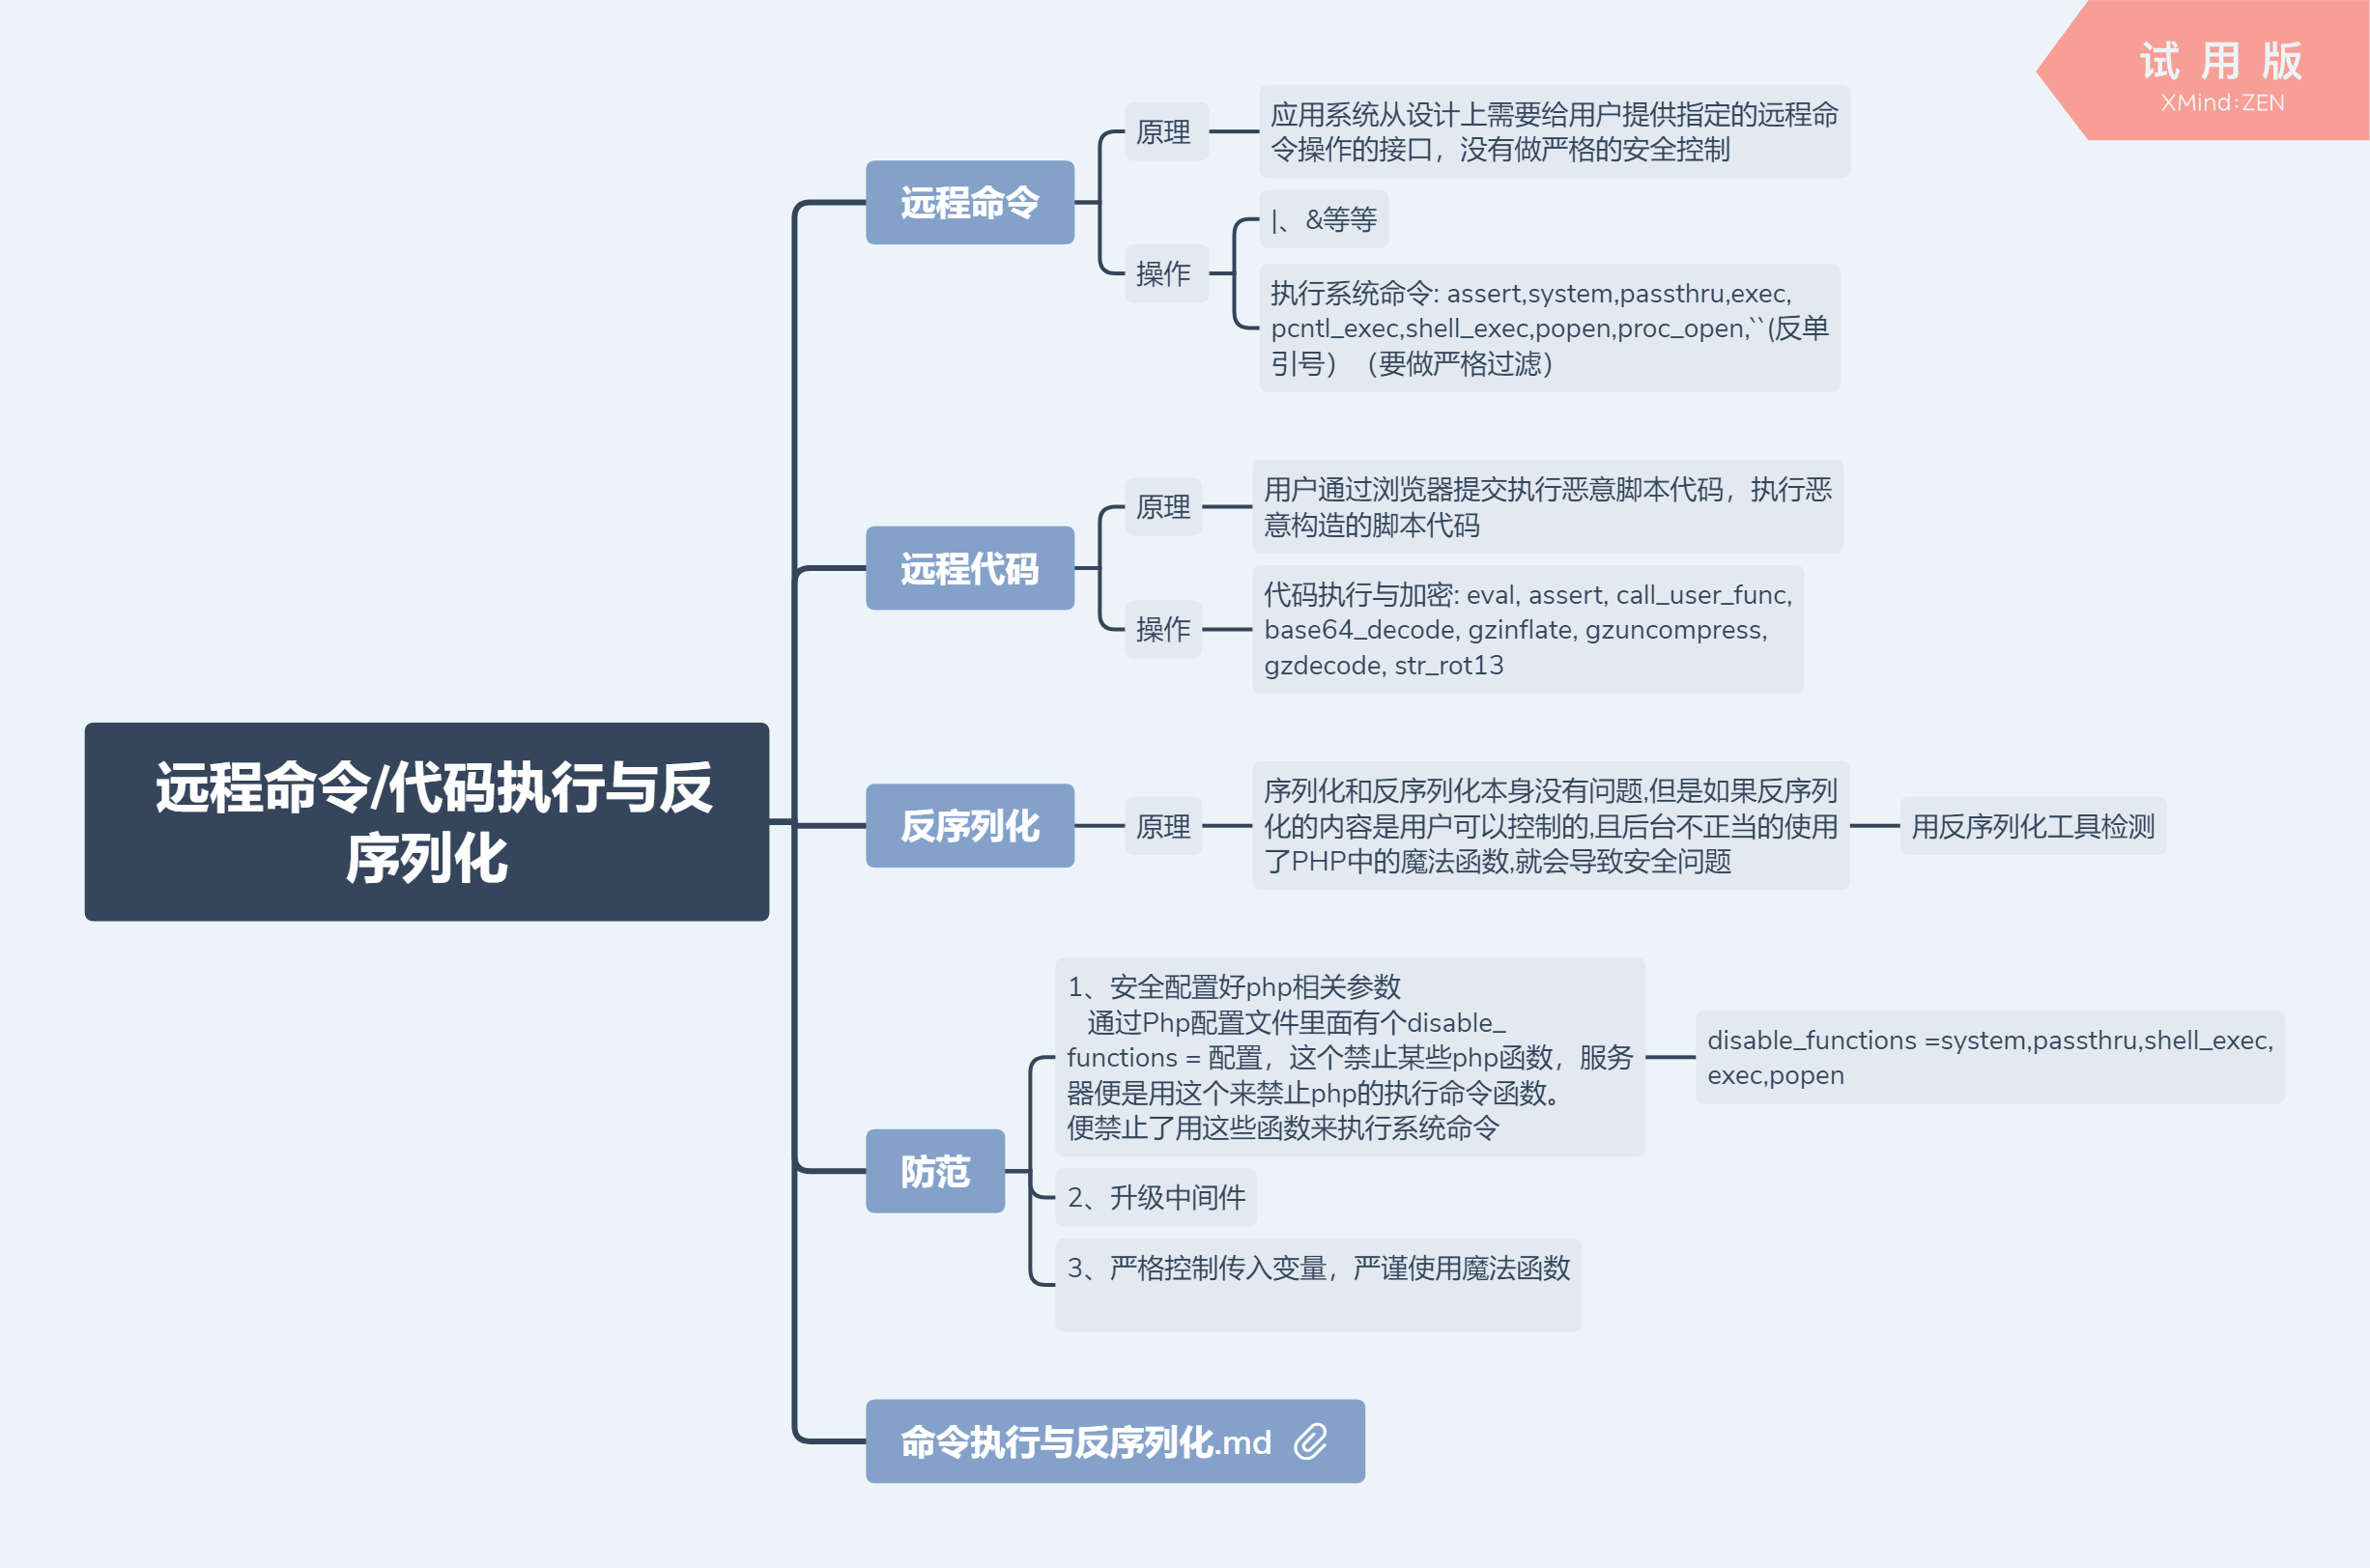 试 用 版
XMind:ZEN
远程命令/代码执行与反
序列化
远程命令
原理
应用系统从设计上需要给用户提供指定的远程命
令操作的接口，没有做严格的安全控制
操作
|、&等等
执行系统命令: assert,system,passthru,exec,
pcntl_exec,shell_exec,popen,proc_open,``(反单
引号）（要做严格过滤）
远程代码
原理
用户通过浏览器提交执行恶意脚本代码，执行恶
意构造的脚本代码
操作
代码执行与加密: eval, assert, call_user_func,
base64_decode, gzinflate, gzuncompress,
gzdecode, str_rot13
反序列化
原理
序列化和反序列化本身没有问题,但是如果反序列
化的内容是用户可以控制的,且后台不正当的使用
了PHP中的魔法函数,就会导致安全问题
用反序列化工具检测
防范
1、安全配置好php相关参数
通过Php配置文件里面有个disable_
functions = 配置，这个禁止某些php函数，服务
器便是用这个来禁止php的执行命令函数。
便禁止了用这些函数来执行系统命令
disable_functions =system,passthru,shell_exec,
exec,popen
2、升级中间件
3、严格控制传入变量，严谨使用魔法函数
命令执行与反序列化.md